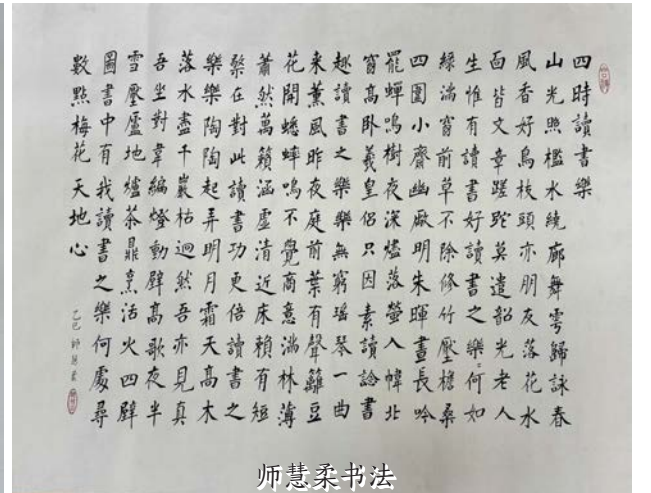 四時讀書樂
山光照檻水繞廊舞雩歸詠春
風香好鳥枝頭亦朋友落花水
面皆文章蹉跎莫遣韶光老人
生惟有讀書好讀書之樂〻何如
綠滿窗前草不除修竹壓檐桑
四圍小齋幽敞明朱暉晝長吟
罷蟬鳴樹夜深燼落螢入幃北
窗高臥羲皇侶只因素讀諗書
趣讀書之樂樂無窮瑤琴一曲
来薰風昨夜庭前葉有聲籬豆
花開蟋蟀鳴不覺商意滿林薄
蕭然萬籟涵虛清近床賴有短
檠在對此讀書功更倍讀書之
樂樂陶陶起弄明月霜天高木
落水盡千巖枯迥然吾亦見真
吾坐對韋編燈動壁高歌夜半
雪壓廬地爐茶鼎烹活火四壁
圖書中有我讀書之樂何處尋
數點梅花天地心
乙巳師慧柔
师慧柔书法